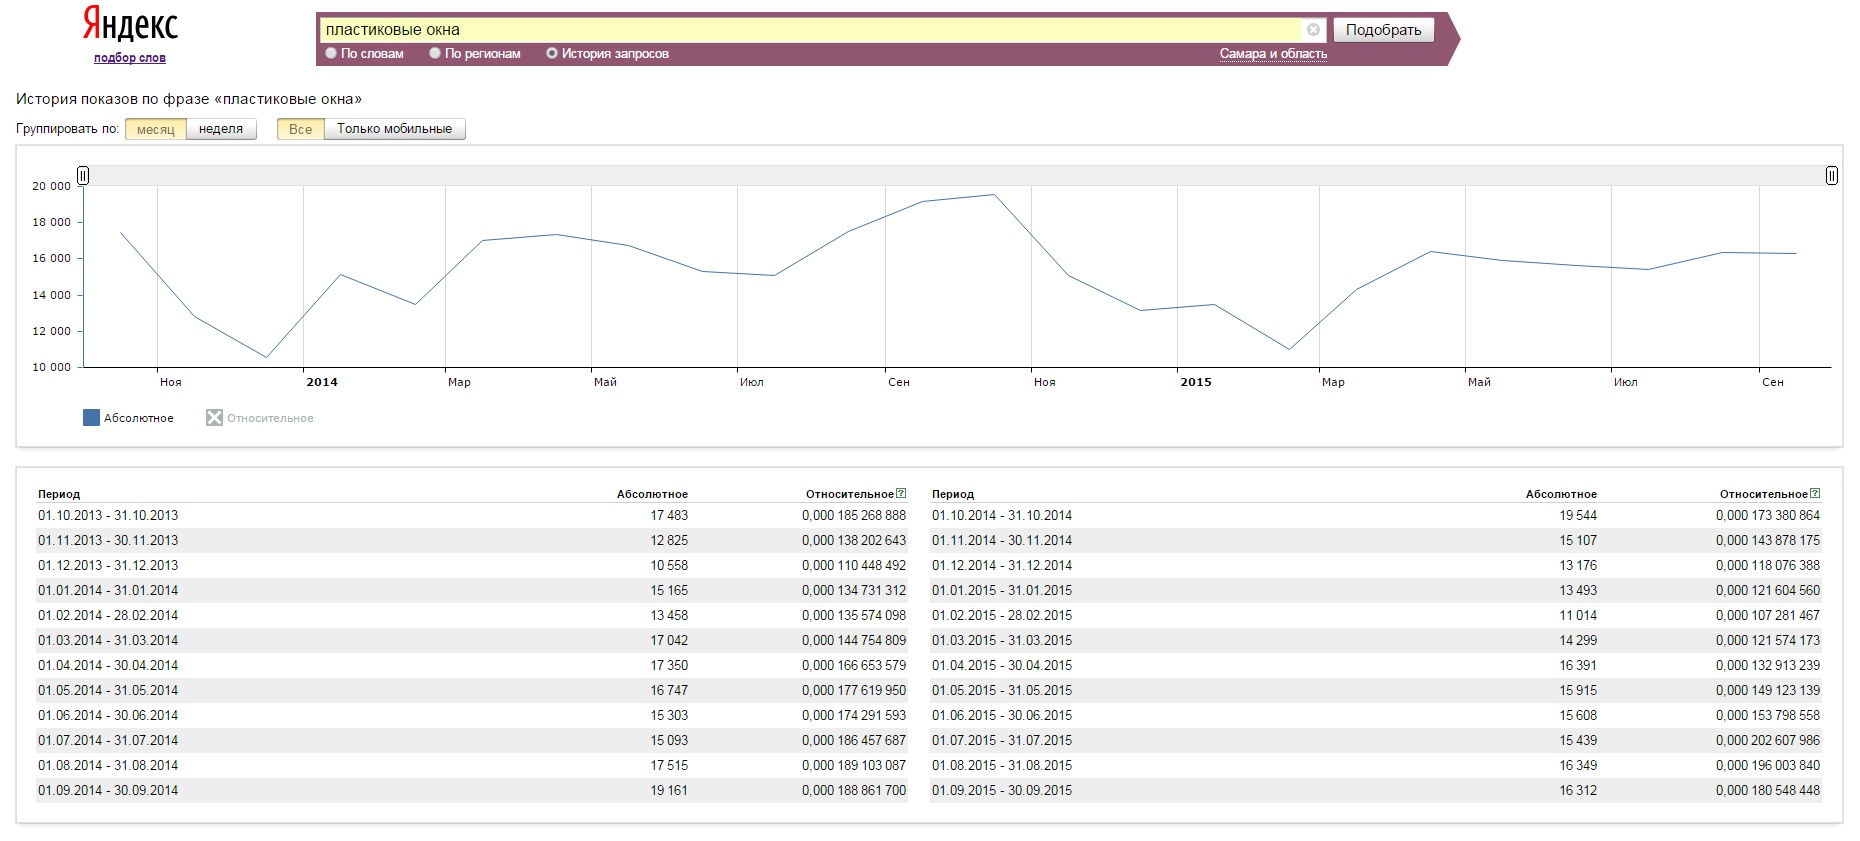 Яндекс
подбор слов
пластиковые окна
Подобрать
По словам По регионам История запросов Самара и область
История показов по фразе «пластиковые окна»
Группировать по: месяц неделя Все Только мобильные
20 000
18 000
16 000
14 000
12 000
10 000
Ноя 2014 Мар Май Июл Сен Ноя 2015 Мар Май Июл Сен
Абсолютное Относительное
Период Абсолютное Относительное? Период Абсолютное Относительное?
01.10.2013 - 31.10.2013 17 483 0,000 185 268 888 01.10.2014 - 31.10.2014 19 544 0,000 173 380 864
01.11.2013 - 30.11.2013 12 825 0,000 138 202 643 01.11.2014 - 30.11.2014 15 107 0,000 143 878 175
01.12.2013 - 31.12.2013 10 558 0,000 110 448 492 01.12.2014 - 31.12.2014 13 176 0,000 118 076 388
01.01.2014 - 31.01.2014 15 165 0,000 134 731 312 01.01.2015 - 31.01.2015 13 493 0,000 121 604 560
01.02.2014 - 28.02.2014 13 458 0,000 135 574 098 01.02.2015 - 28.02.2015 11 014 0,000 107 281 467
01.03.2014 - 31.03.2014 17 042 0,000 144 754 809 01.03.2015 - 31.03.2015 14 299 0,000 121 574 173
01.04.2014 - 30.04.2014 17 350 0,000 166 653 579 01.04.2015 - 30.04.2015 16 391 0,000 132 913 239
01.05.2014 - 31.05.2014 16 747 0,000 177 619 950 01.05.2015 - 31.05.2015 15 915 0,000 149 123 139
01.06.2014 - 30.06.2014 15 303 0,000 174 291 593 01.06.2015 - 30.06.2015 15 608 0,000 153 798 558
01.07.2014 - 31.07.2014 15 093 0,000 186 457 687 01.07.2015 - 31.07.2015 15 439 0,000 202 607 986
01.08.2014 - 31.08.2014 17 515 0,000 189 103 087 01.08.2015 - 31.08.2015 16 349 0,000 196 003 840
01.09.2014 - 30.09.2014 19 161 0,000 188 861 700 01.09.2015 - 30.09.2015 16 312 0,000 180 548 448